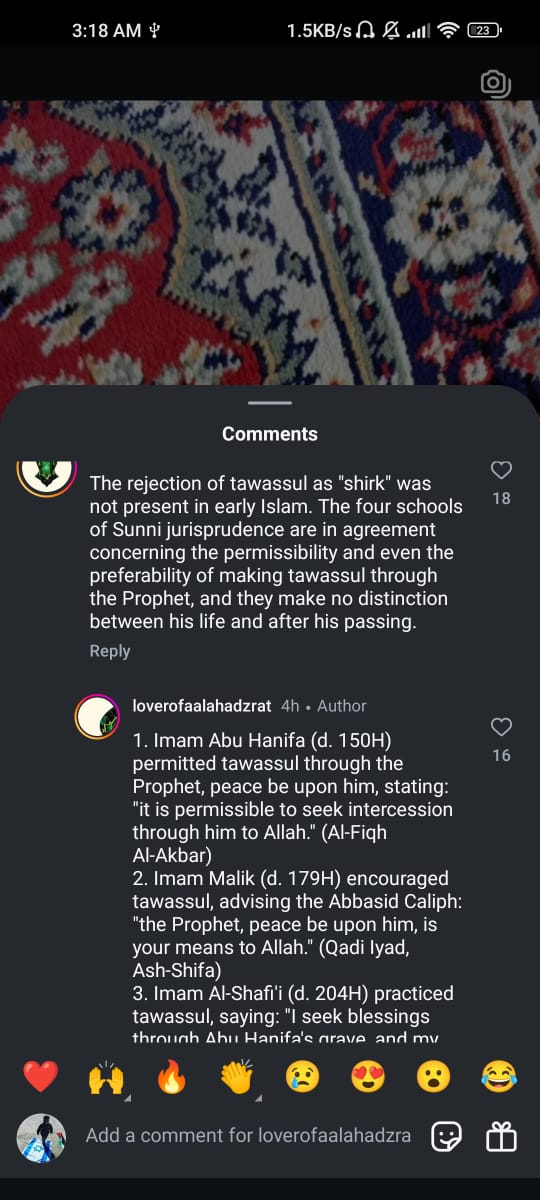 3:18 AM
1.5KB/s
23
Comments
The rejection of tawassul as "shirk" was
not present in early Islam. The four schools
of Sunni jurisprudence are in agreement
concerning the permissibility and even the
preferability of making tawassul through
the Prophet, and they make no distinction
between his life and after his passing.
18
Reply
loverofaalahadzrat 4h • Author
1. Imam Abu Hanifa (d. 150H)
permitted tawassul through the
Prophet, peace be upon him, stating:
"it is permissible to seek intercession
through him to Allah." (Al-Fiqh
Al-Akbar)
2. Imam Malik (d. 179H) encouraged
tawassul, advising the Abbasid Caliph:
"the Prophet, peace be upon him, is
your means to Allah." (Qadi Iyad,
Ash-Shifa)
3. Imam Al-Shafi'i (d. 204H) practiced
tawassul, saying: "I seek blessings
through Abu Hanifa's grave, and my
16
Add a comment for loverofaalahadzra